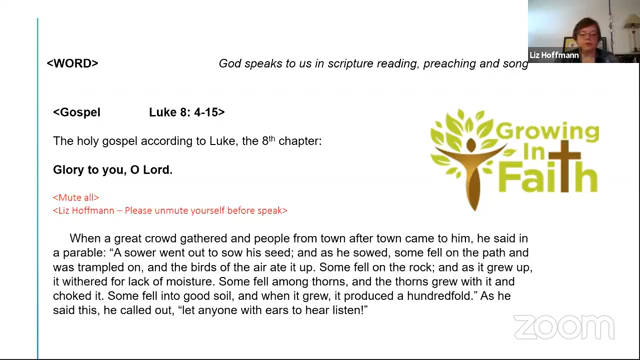 Liz Hoffmann
<WORD> God speaks to us in scripture reading, preaching and song
<Gospel Luke 8: 4-15>
The holy gospel according to Luke, the 8th chapter:
Glory to you, O Lord.
Growing
In
Faith
<Mute all>
<Liz Hoffmann – Please unmute yourself before speak>
When a great crowd gathered and people from town after town came to him, he said in
a parable: “A sower went out to sow his seed; and as he sowed, some fell on the path and
was trampled on, and the birds of the air ate it up. Some fell on the rock; and as it grew up,
it withered for lack of moisture. Some fell among thorns, and the thorns grew with it and
choked it. Some fell into good soil, and when it grew, it produced a hundredfold.” As he
said this, he called out, “let anyone with ears to hear listen!”
zoom